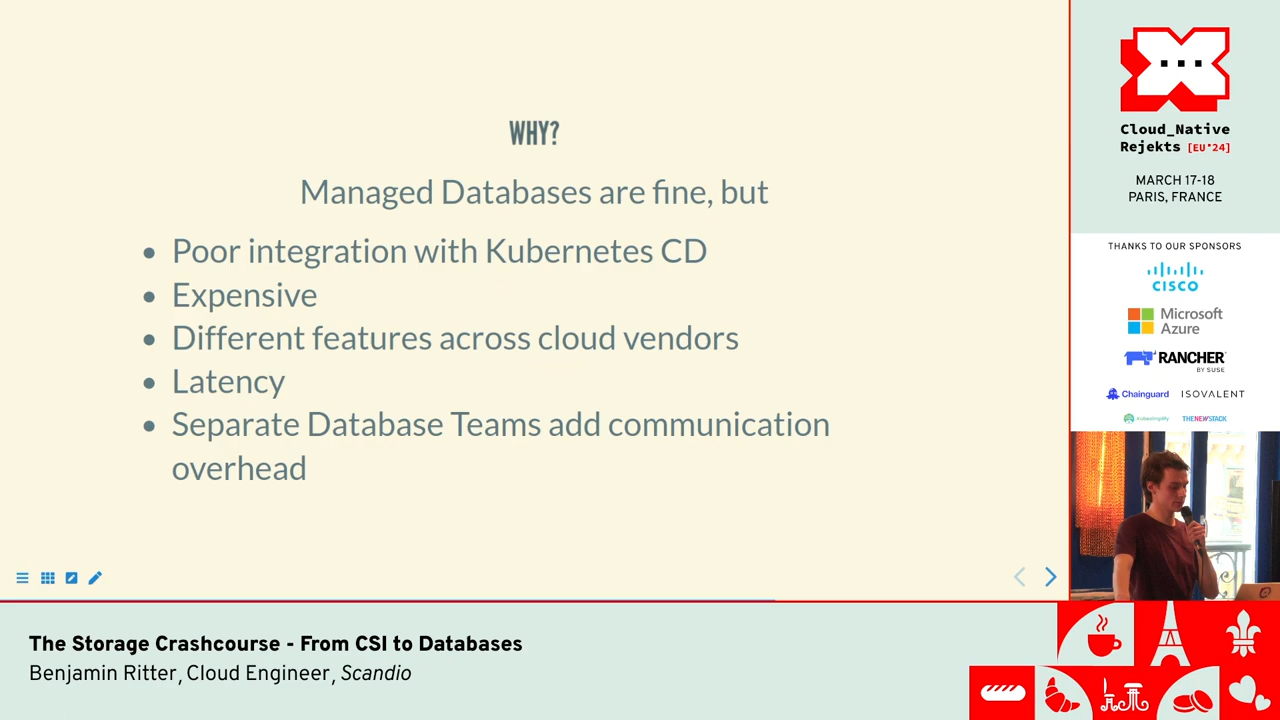 WHY?
Managed Databases are fine, but
• Poor integration with Kubernetes CD
• Expensive
• Different features across cloud vendors
• Latency
• Separate Database Teams add communication
overhead
Cloud_Native
Rejekts [EU'24]
MARCH 17-18
PARIS, FRANCE
THANKS TO OUR SPONSORS
CISCO
Microsoft
Azure
RANCHER
BY SUSE
Chainguard ISOVALENT
Kubesimplify THENEWSTACK
The Storage Crashcourse - From CSI to Databases
Benjamin Ritter, Cloud Engineer, Scandio